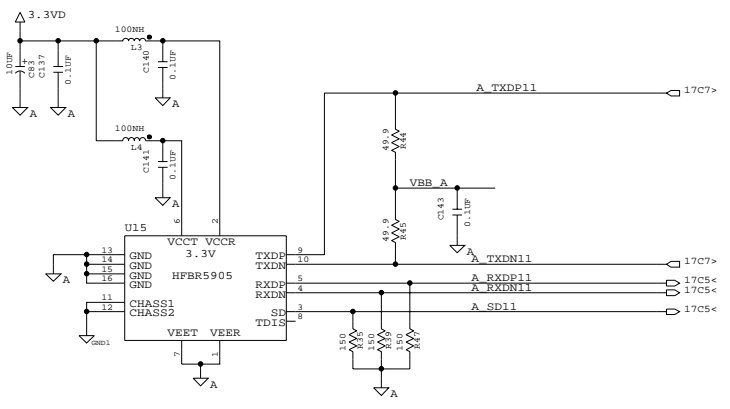 3.3VD
100NH
L3
10UF
+
C83
C137
0.1UF
C140
0.1UF
A
A
A
A_TXDP11
17C7>
100NH
L4
49.9
R44
C141
0.1UF
VBB_A
A
C143
0.1UF
6
2
49.9
R45
U15
VCCT VCCR
3.3V
A
HFBR5905
13 GND
14 GND
15 GND
16 GND
A
TXDP 9
TXDN 10
A_TXDN11
17C7>
RXDP 5
A_RXDP11
17C5<
RXDN 4
A_RXDN11
17C5<
11 CHASS1
12 CHASS2
SD 3
A_SD11
17C5<
TDIS 8
GND1
VEET VEER
7
1
150
R35
150
R39
150
R47
A
A